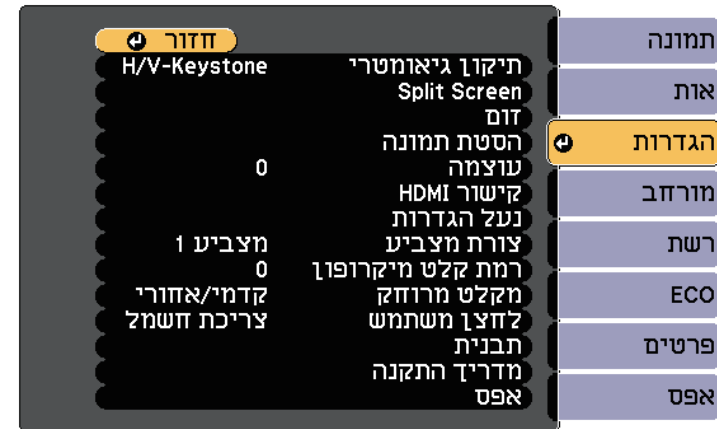 חזור
תיקון גיאומטרי H/V-Keystone
Split Screen
זום
הסטת תמונה
עוצמה 0
קישור HDMI
נעל הגדרות
צורת מצביע מצביע 1
רמת קלט מיקרופון 0
מקלט מרוחק קדמי/אחורי
לחצן משתמש צריכת חשמל
תבנית
מדריך התקנה
אפס
תמונה
אות
הגדרות
מורחב
רשת
ECO
פרטים
אפס